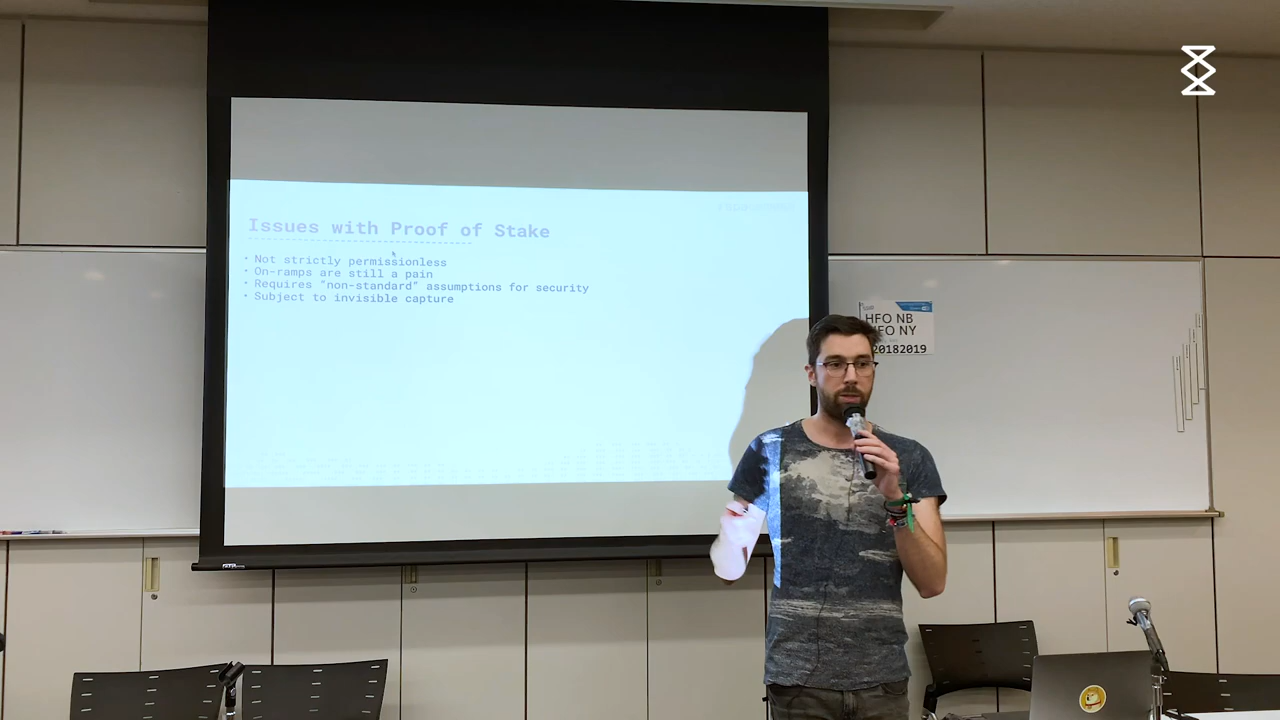 Issues with Proof of Stake
• Not strictly permissionless
• On-ramps are still a pain
• Requires "non-standard" assumptions for security
• Subject to invisible capture
HFO NB
HFO NY
20182019